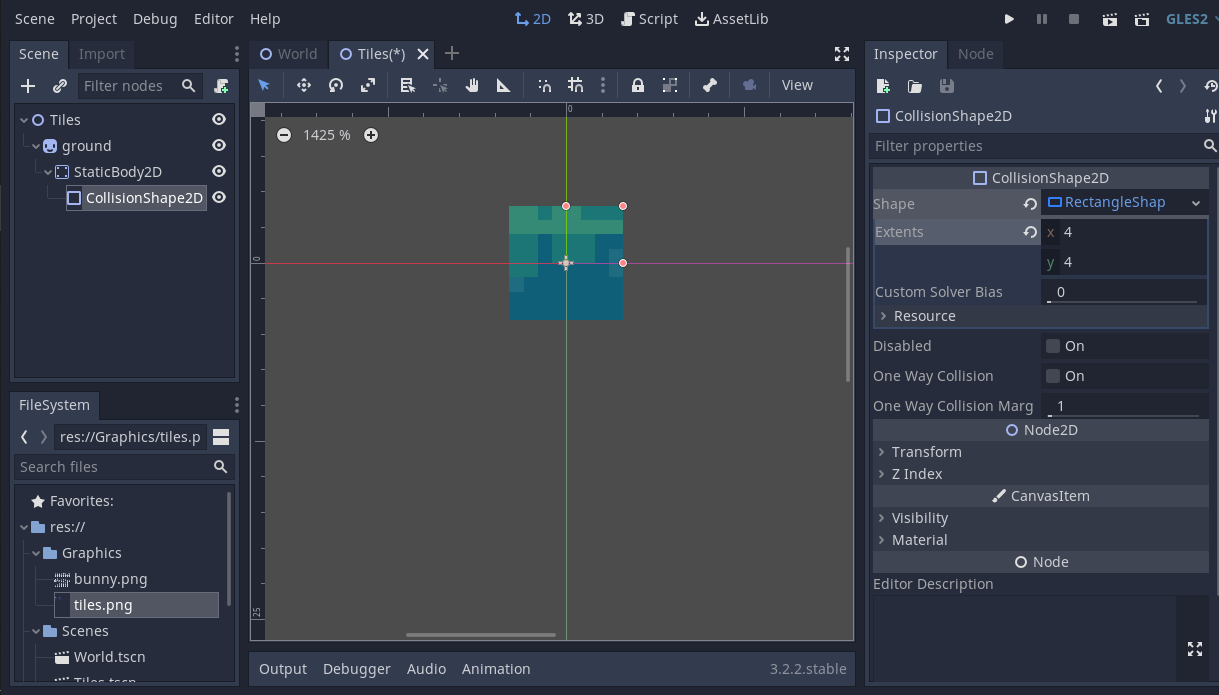 Scene Project Debug Editor Help 2D 3D Script AssetLib GLES2
Scene Import
Filter nodes
Tiles
ground
StaticBody2D
CollisionShape2D
FileSystem
res://Graphics/tiles.p
Search files
Favorites:
res://
Graphics
bunny.png
tiles.png
Scenes
World.tscn
Tiles.tscn
World Tiles(*)
View
0
1425 %
0
25
Output Debugger Audio Animation 3.2.2.stable
Inspector Node
CollisionShape2D
Filter properties
CollisionShape2D
Shape RectangleShap
Extents x 4
y 4
Custom Solver Bias 0
Resource
Disabled On
One Way Collision On
One Way Collision Marg 1
Node2D
Transform
Z Index
CanvasItem
Visibility
Material
Node
Editor Description